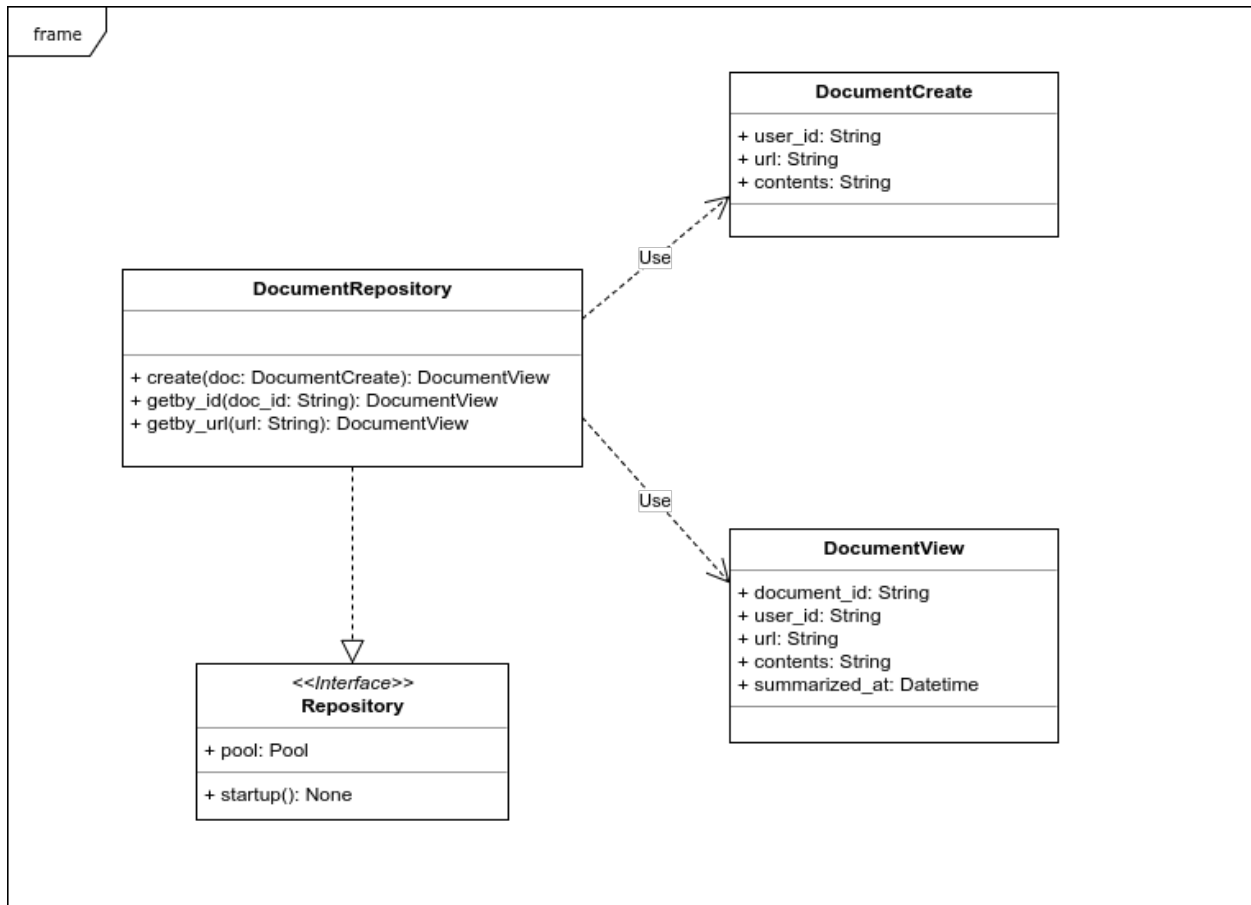 frame
DocumentCreate
+ user_id: String
+ url: String
+ contents: String
Use
DocumentRepository
+ create(doc: DocumentCreate): DocumentView
+ getby_id(doc_id: String): DocumentView
+ getby_url(url: String): DocumentView
Use
DocumentView
+ document_id: String
+ user_id: String
+ url: String
+ contents: String
+ summarized_at: Datetime
<<Interface>>
Repository
+ pool: Pool
+ startup(): None